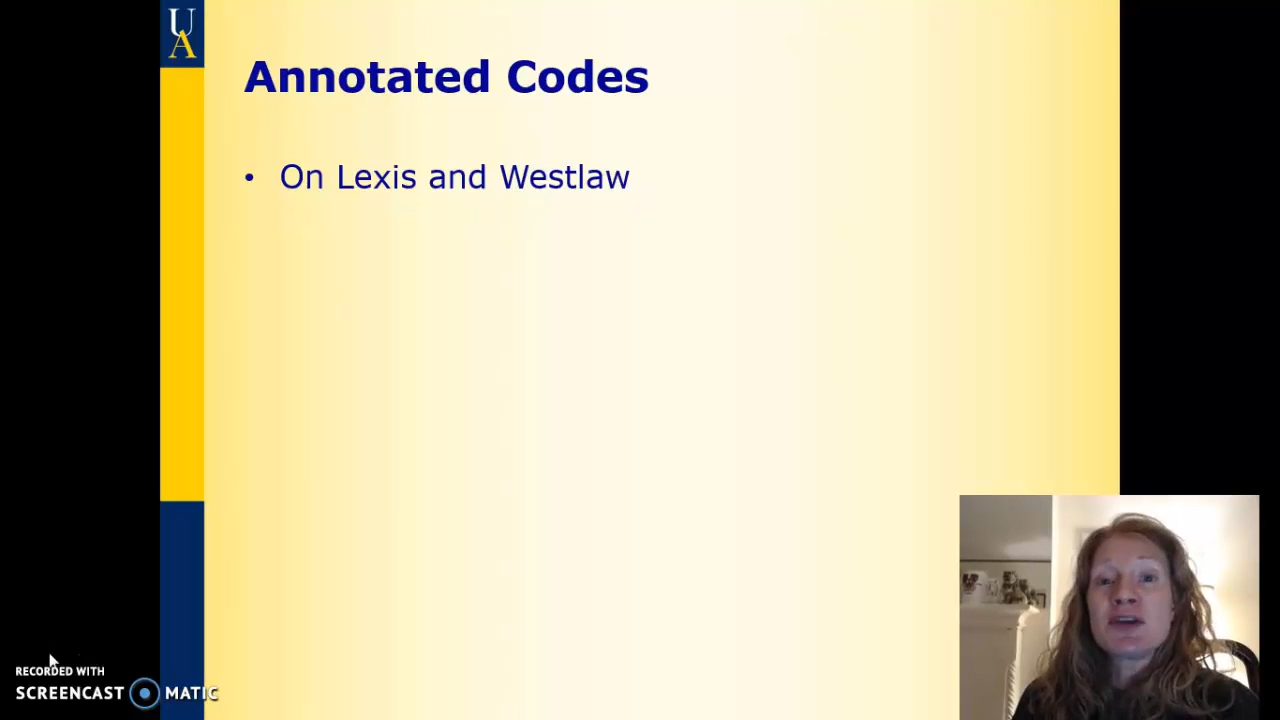 UA
Annotated Codes
• On Lexis and Westlaw
RECORDED WITH
SCREENCAST MATIC